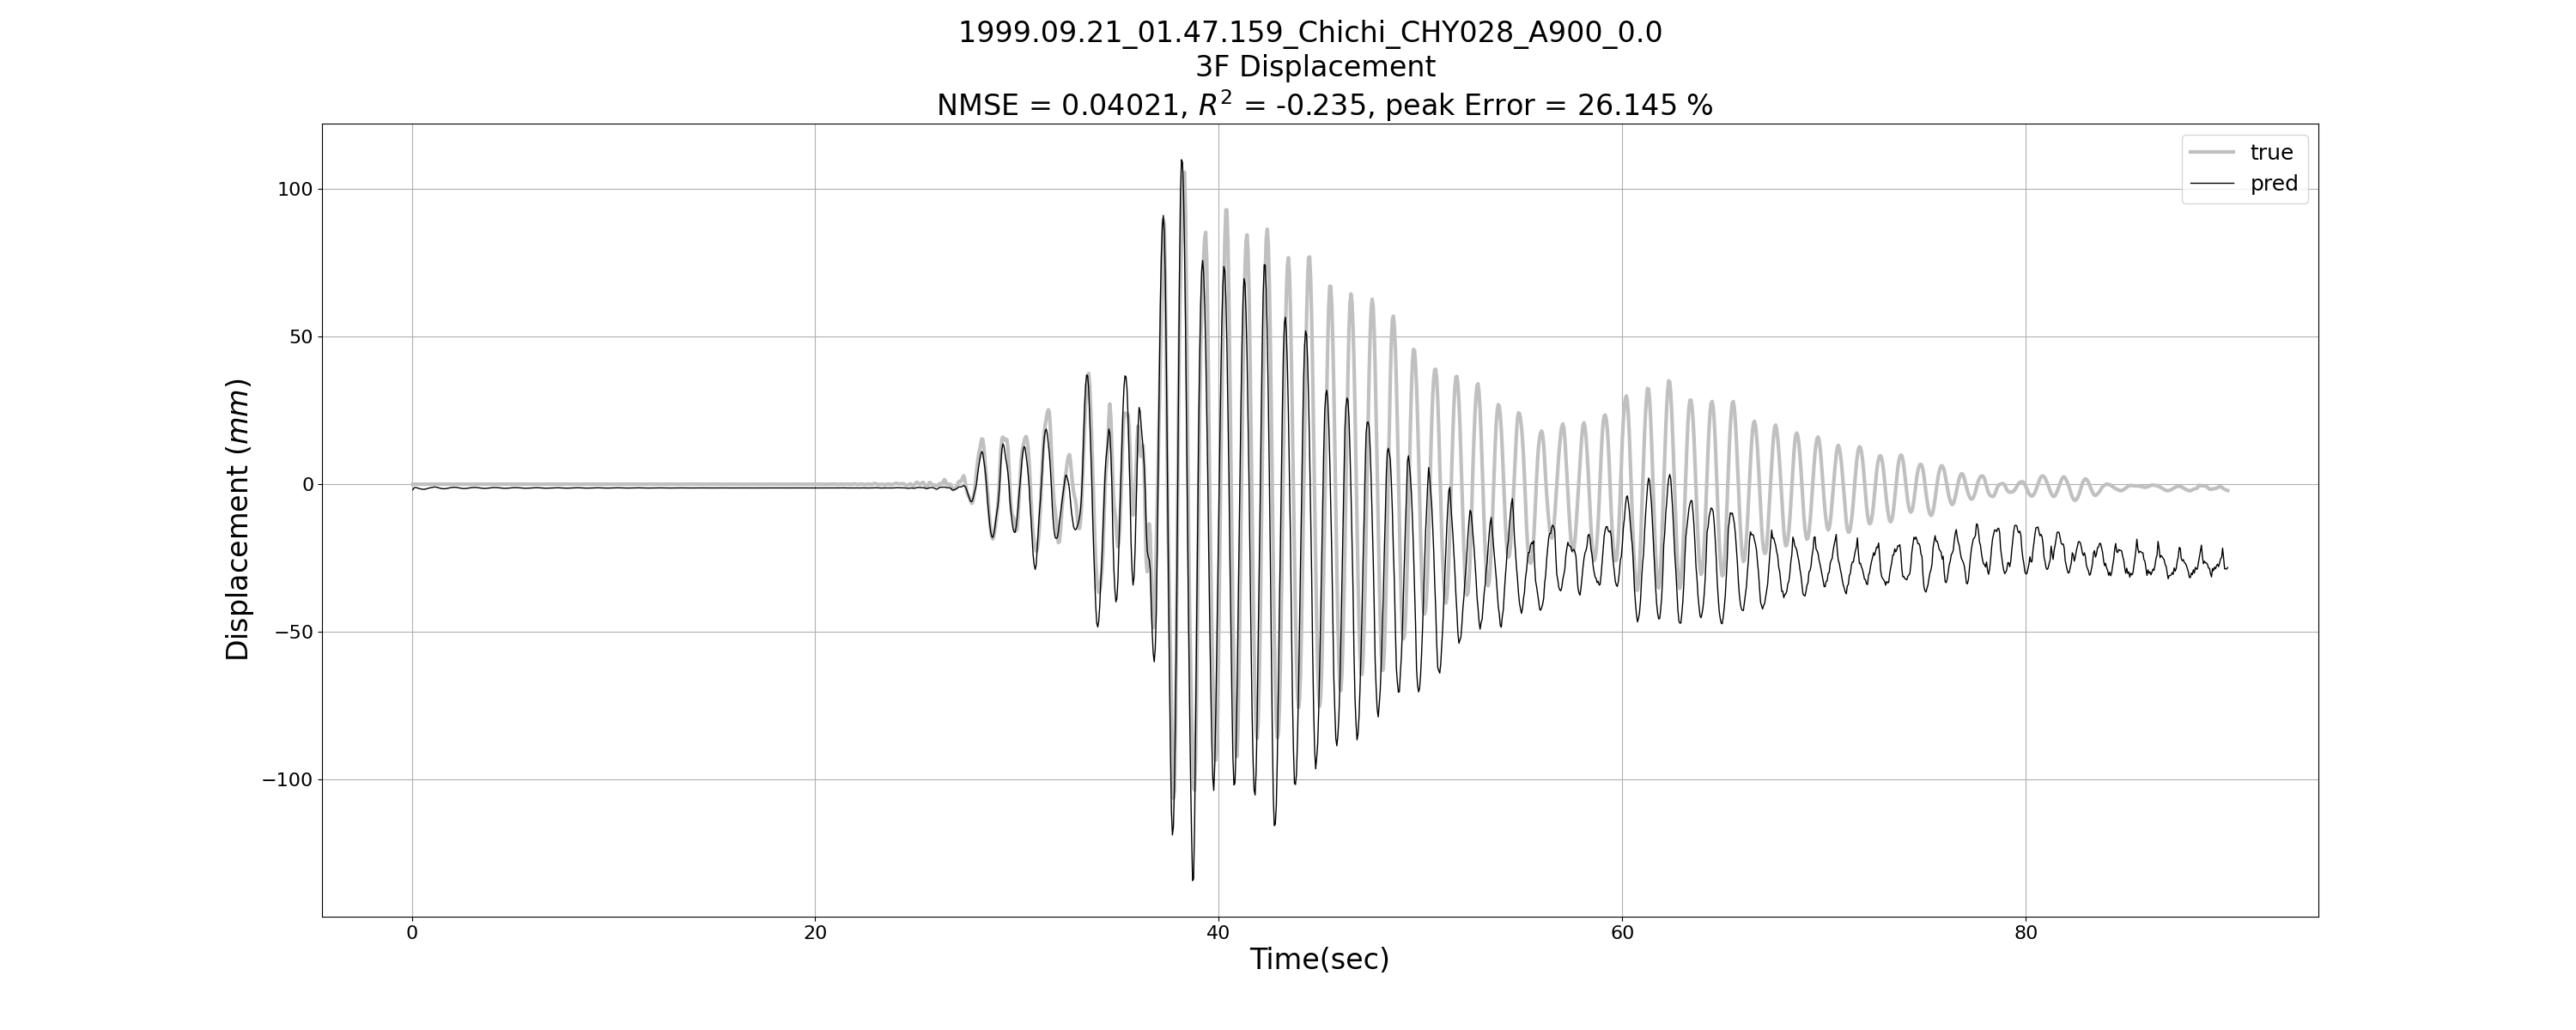 1999.09.21_01.47.159_Chichi_CHY028_A900_0.0
3F Displacement
NMSE = 0.04021, R² = -0.235, peak Error = 26.145 %
true
pred
100
50
0
−50
−100
Displacement (mm)
0 20 40 60 80
Time(sec)